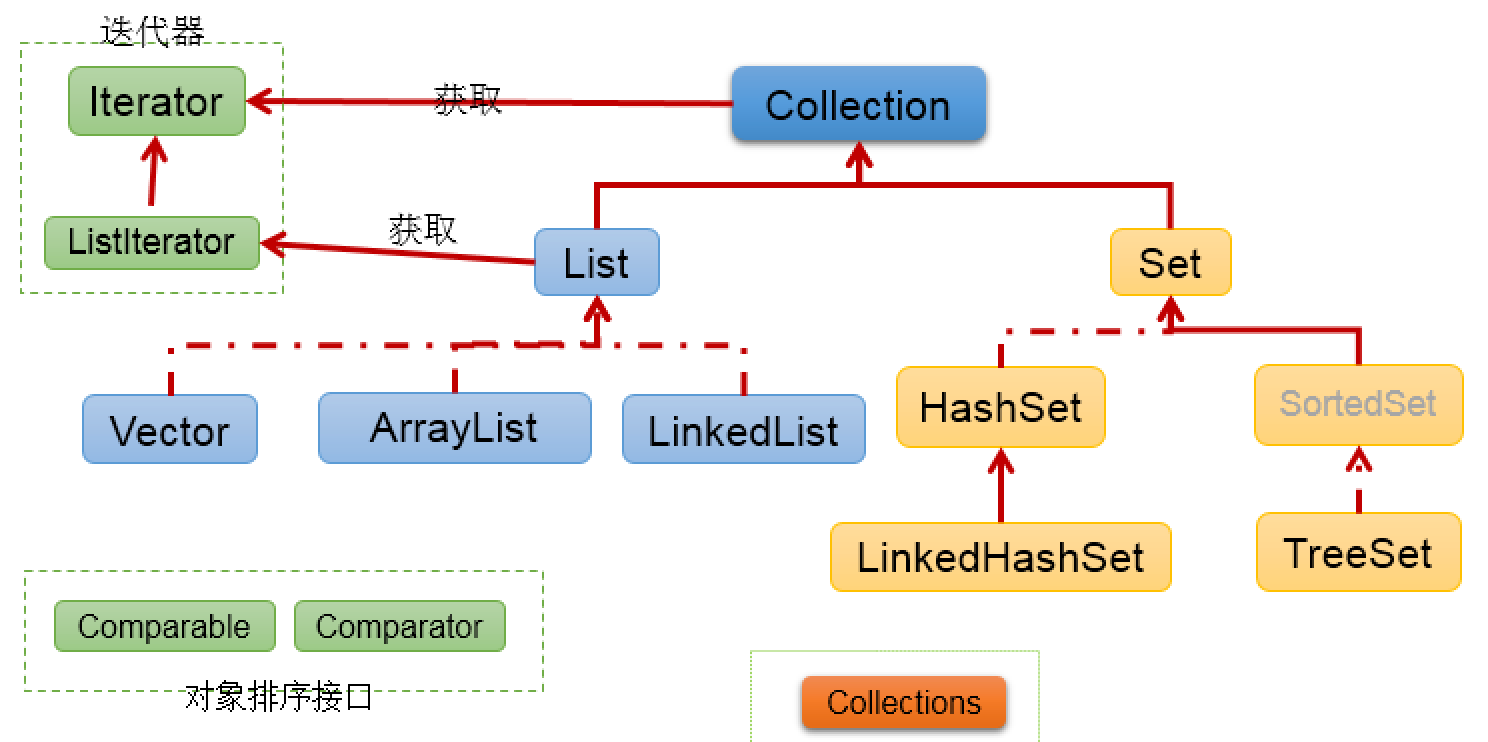 迭代器
Iterator
获取
Collection
ListIterator
获取
List
Set
Vector
ArrayList
LinkedList
HashSet
SortedSet
LinkedHashSet
TreeSet
Comparable
Comparator
对象排序接口
Collections